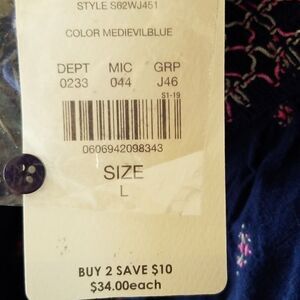 STYLE S62WJ451
COLOR MEDIEVILBLUE
DEPT MIC GRP
0233 044 J46
S1-19
0606942098343
SIZE
L
BUY 2 SAVE $10
$34.00each